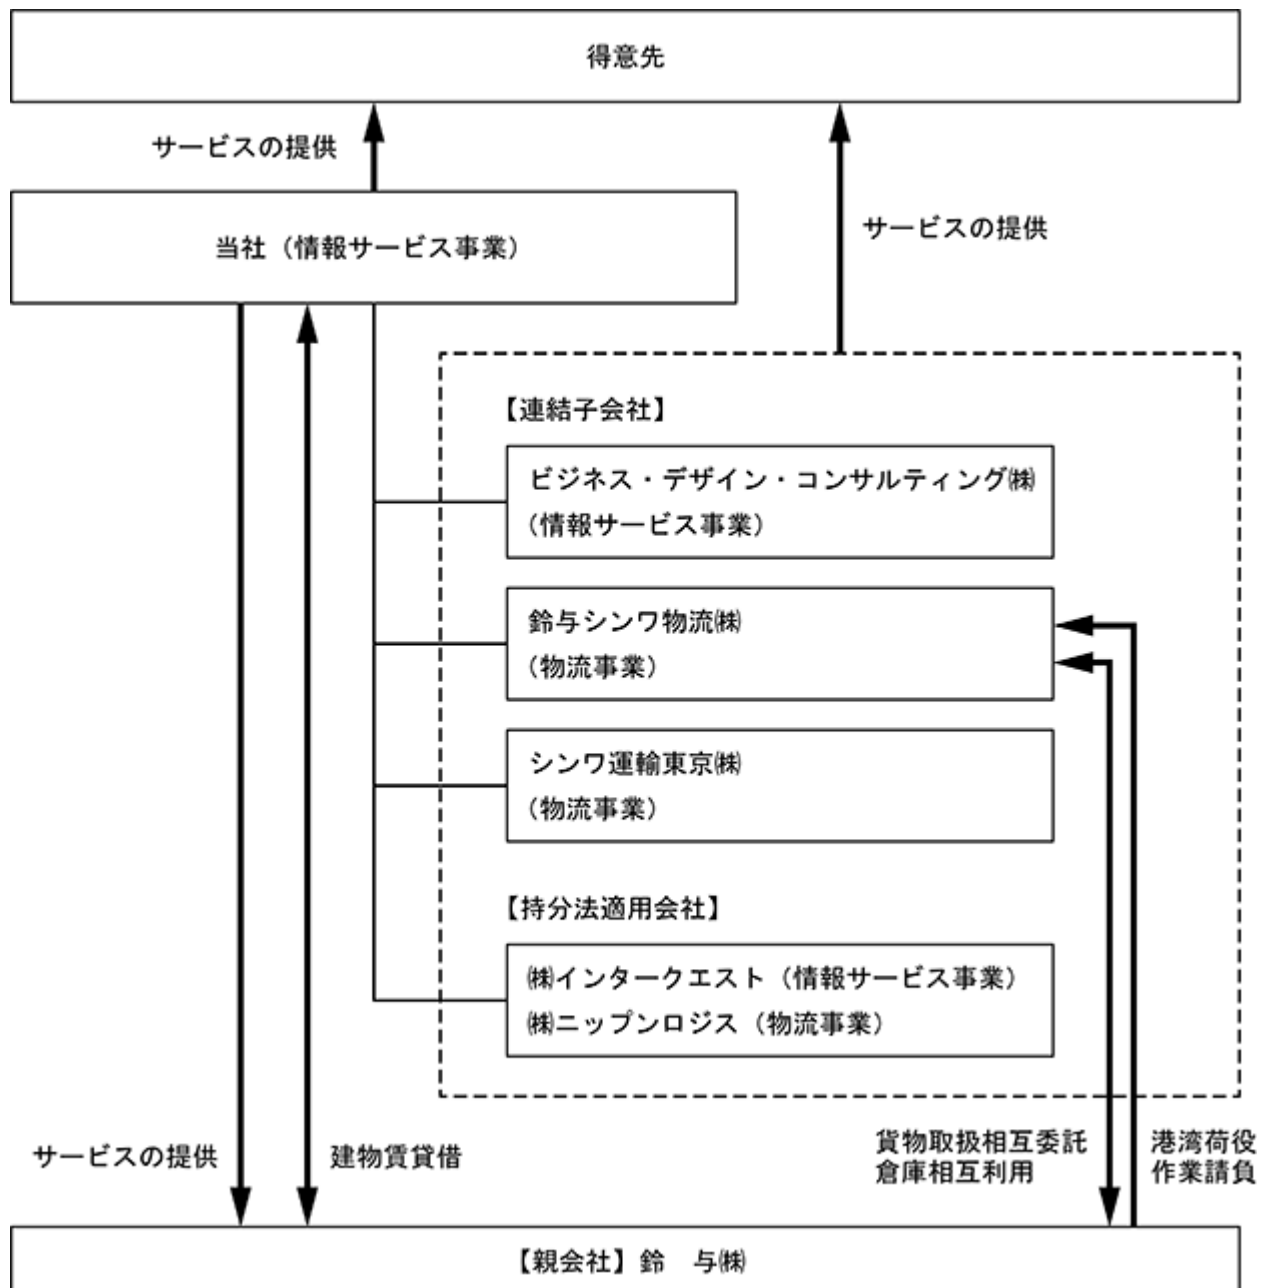 得意先
サービスの提供
サービスの提供
当社（情報サービス事業）
【連結子会社】
ビジネス・デザイン・コンサルティング㈱
（情報サービス事業）
鈴与シンワ物流㈱
（物流事業）
シンワ運輸東京㈱
（物流事業）
【持分法適用会社】
㈱インタークエスト（情報サービス事業）
㈱ニップンロジス（物流事業）
サービスの提供
建物賃貸借
貨物取扱相互委託
倉庫相互利用
港湾荷役
作業請負
【親会社】鈴　与㈱